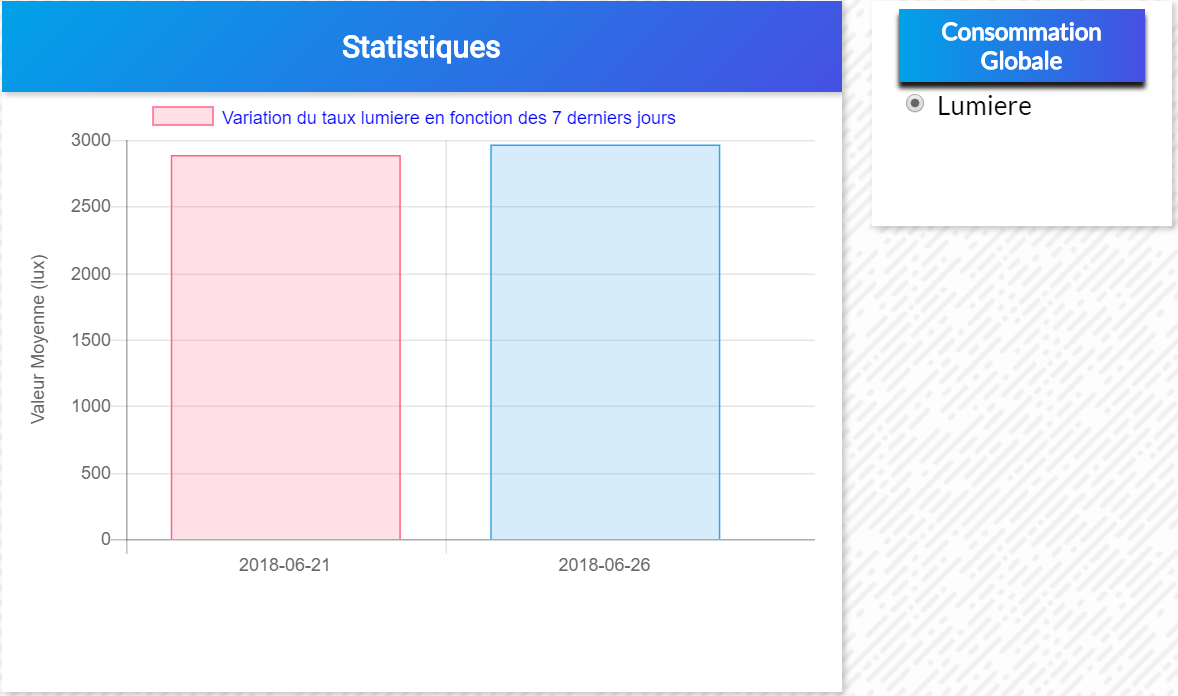 Statistiques
Variation du taux lumiere en fonction des 7 derniers jours
3000
2500
2000
1500
1000
500
0
Valeur Moyenne (lux)
2018-06-21
2018-06-26
Consommation
Globale
Lumiere